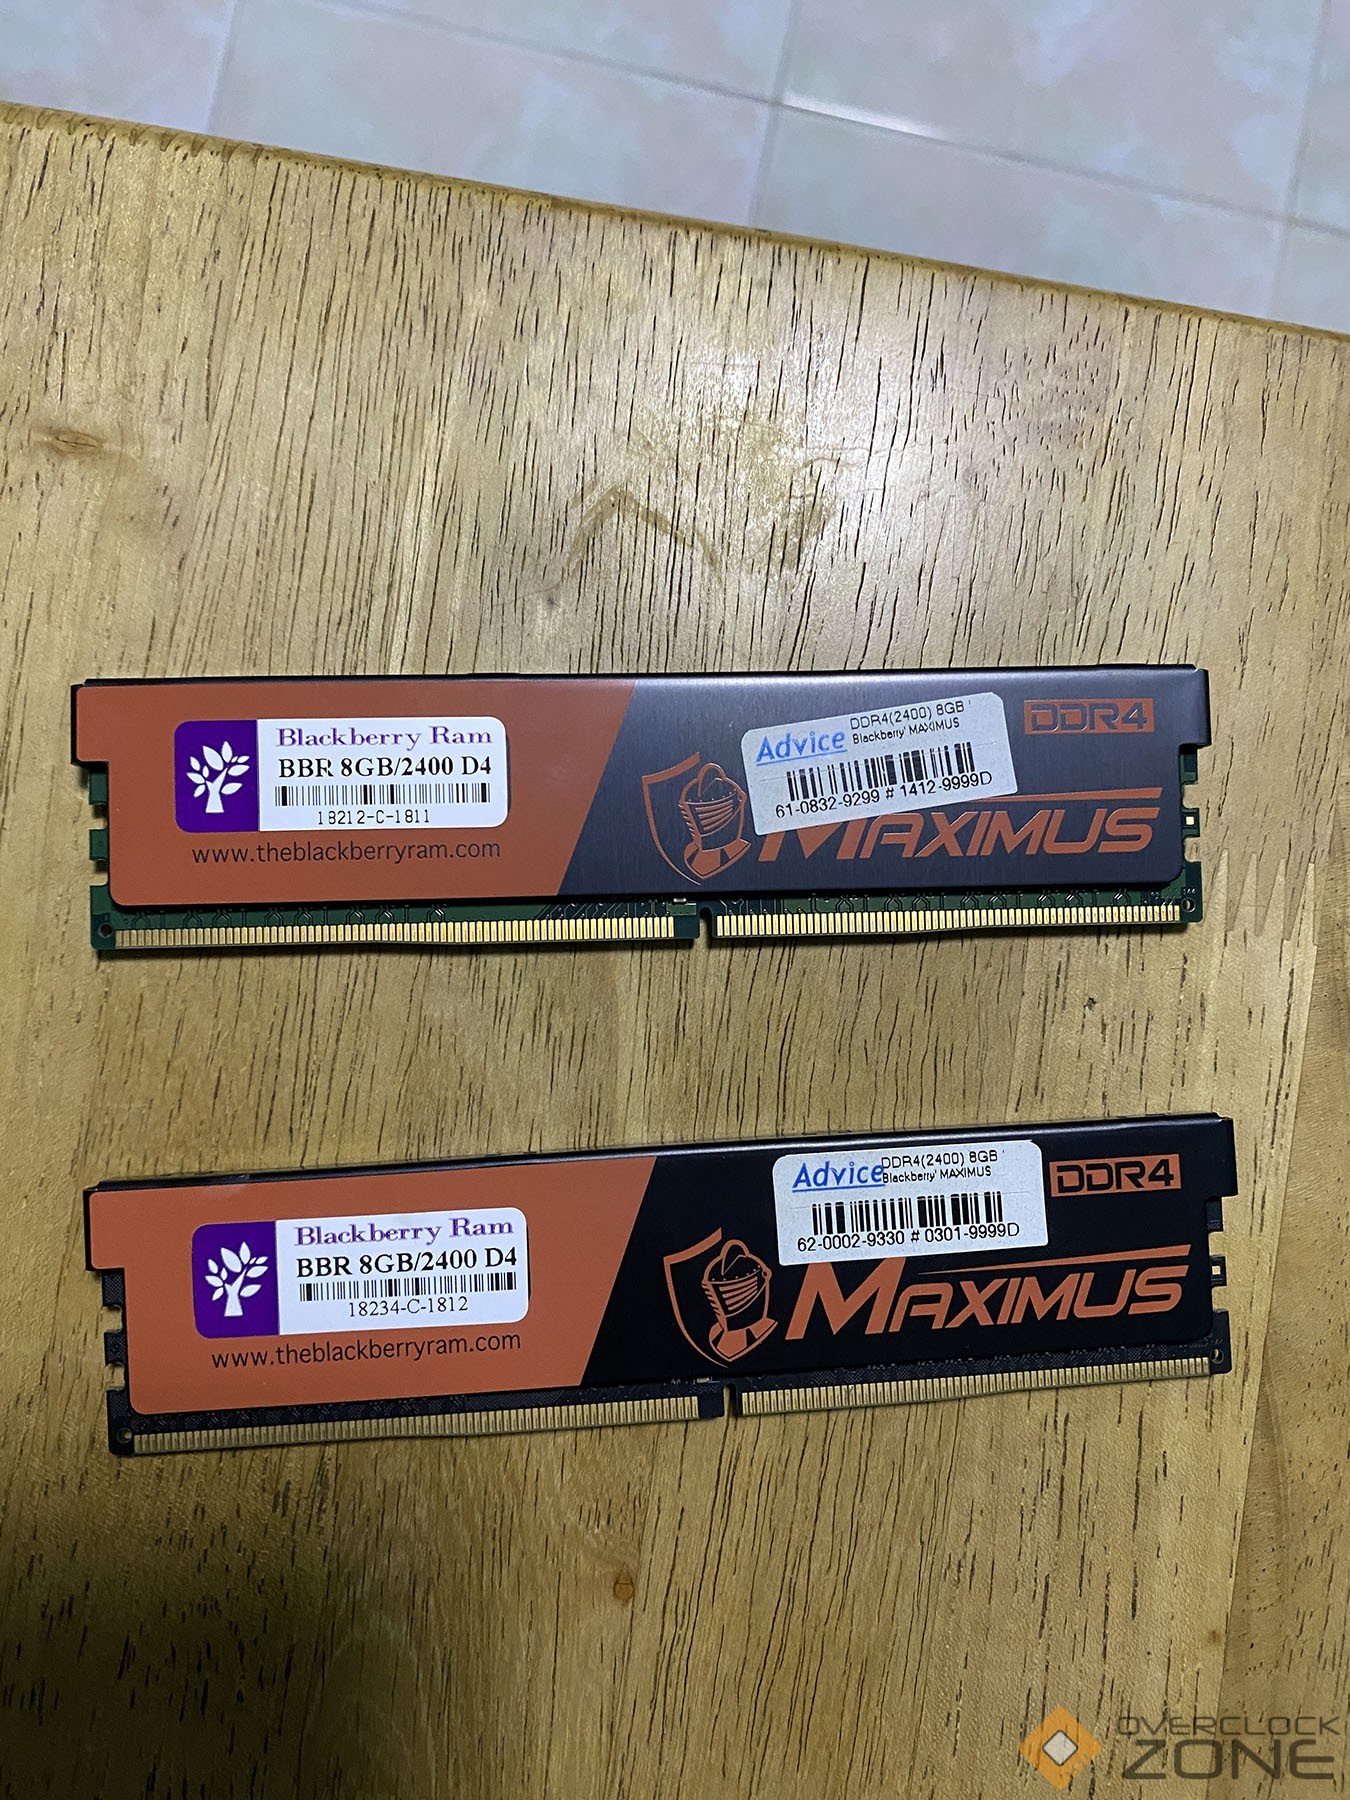 Blackberry Ram
BBR 8GB/2400 D4
18212-C-1811
www.theblackberryram.com
Advice
DDR4(2400) 8GB '
Blackberry' MAXIMUS
61-0832-9299 # 1412-9999D
DDR4
MAXIMUS
Blackberry Ram
BBR 8GB/2400 D4
18234-C-1812
www.theblackberryram.com
Advice
DDR4(2400) 8GB '
Blackberry' MAXIMUS
62-0002-9330 # 0301-9999D
DDR4
MAXIMUS
OVERCLOCK
ZONE